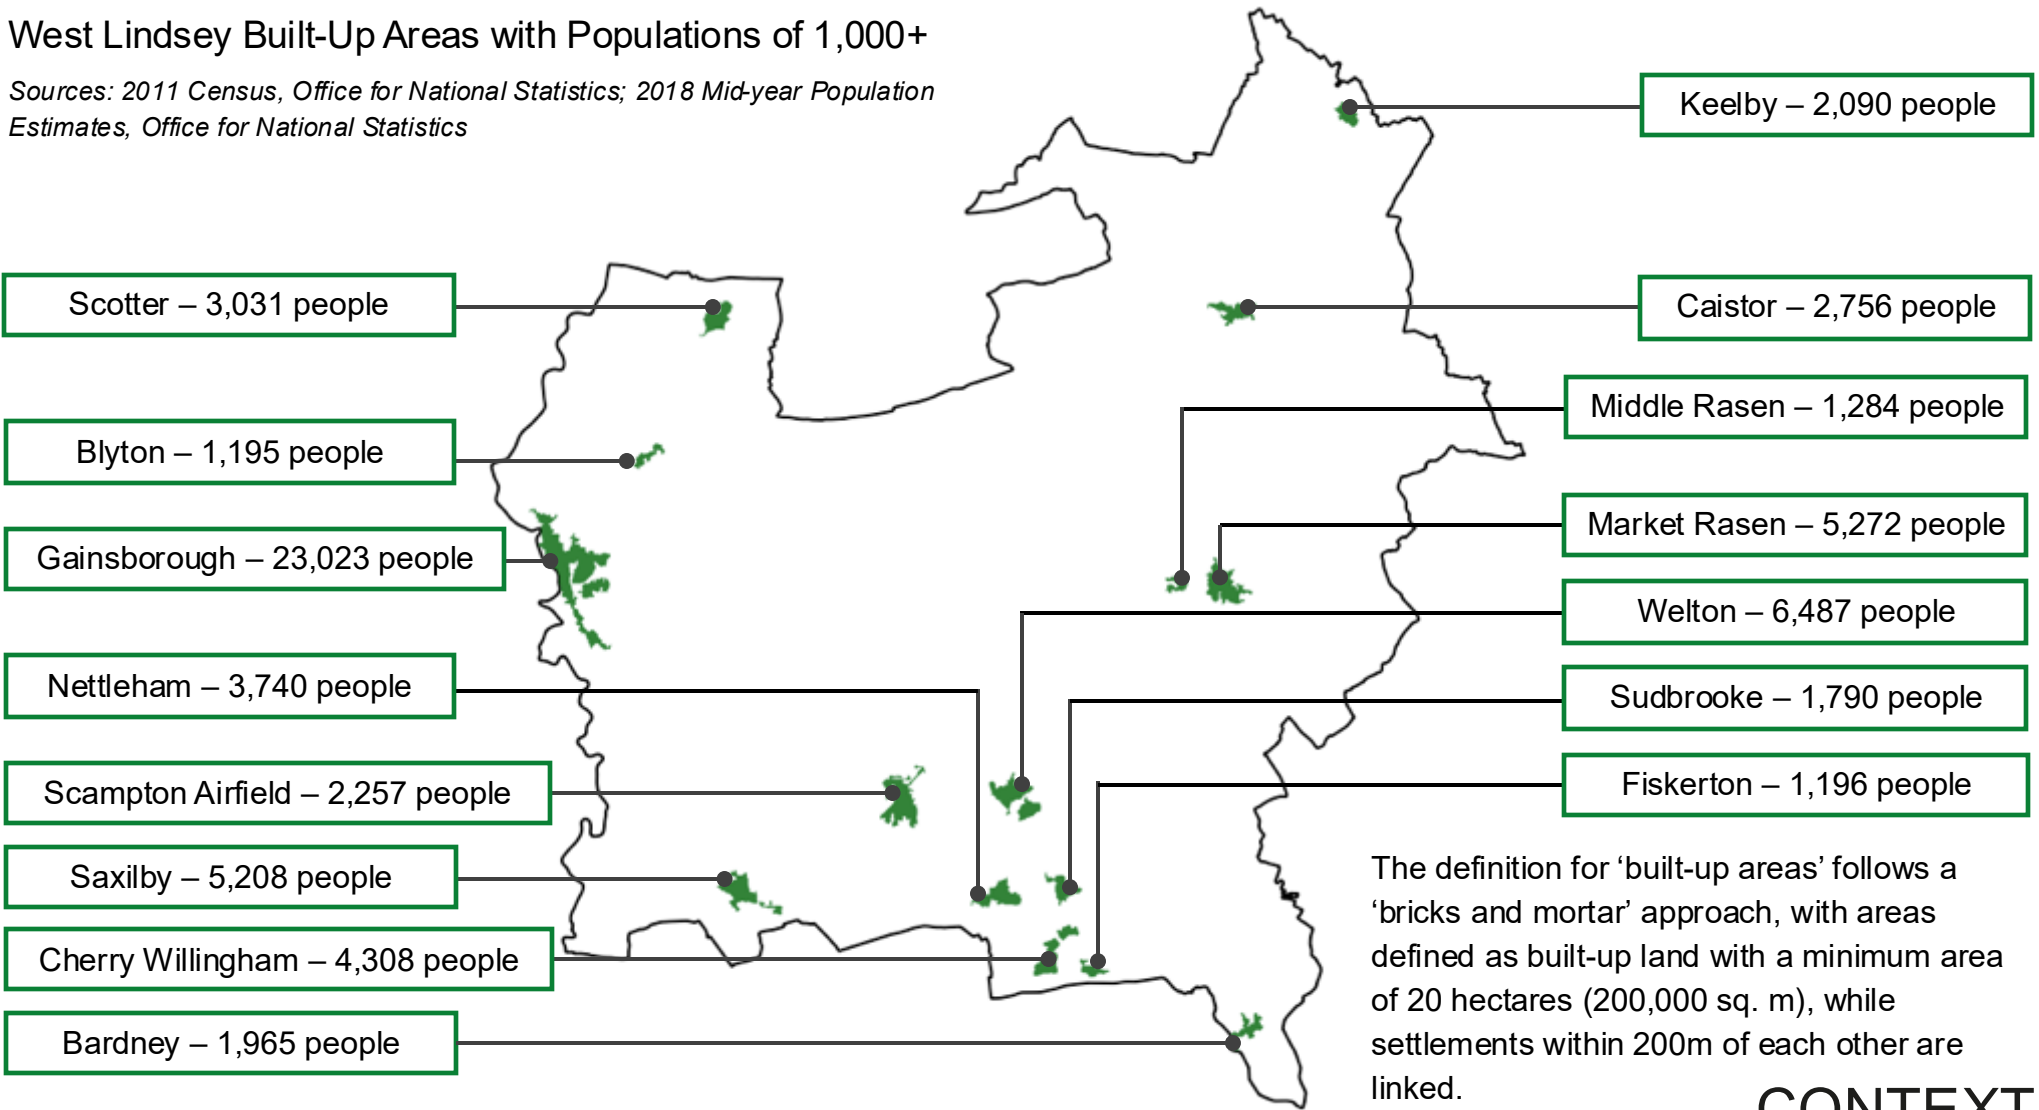 West Lindsey Built-Up Areas with Populations of 1,000+
Sources: 2011 Census, Office for National Statistics; 2018 Mid-year Population
Estimates, Office for National Statistics
Keelby – 2,090 people
Scotter – 3,031 people
Caistor – 2,756 people
Middle Rasen – 1,284 people
Blyton – 1,195 people
Market Rasen – 5,272 people
Gainsborough – 23,023 people
Welton – 6,487 people
Nettleham – 3,740 people
Sudbrooke – 1,790 people
Scampton Airfield – 2,257 people
Fiskerton – 1,196 people
Saxilby – 5,208 people
Cherry Willingham – 4,308 people
Bardney – 1,965 people
The definition for ‘built-up areas’ follows a
‘bricks and mortar’ approach, with areas
defined as built-up land with a minimum area
of 20 hectares (200,000 sq. m), while
settlements within 200m of each other are
linked.
CONTEXT